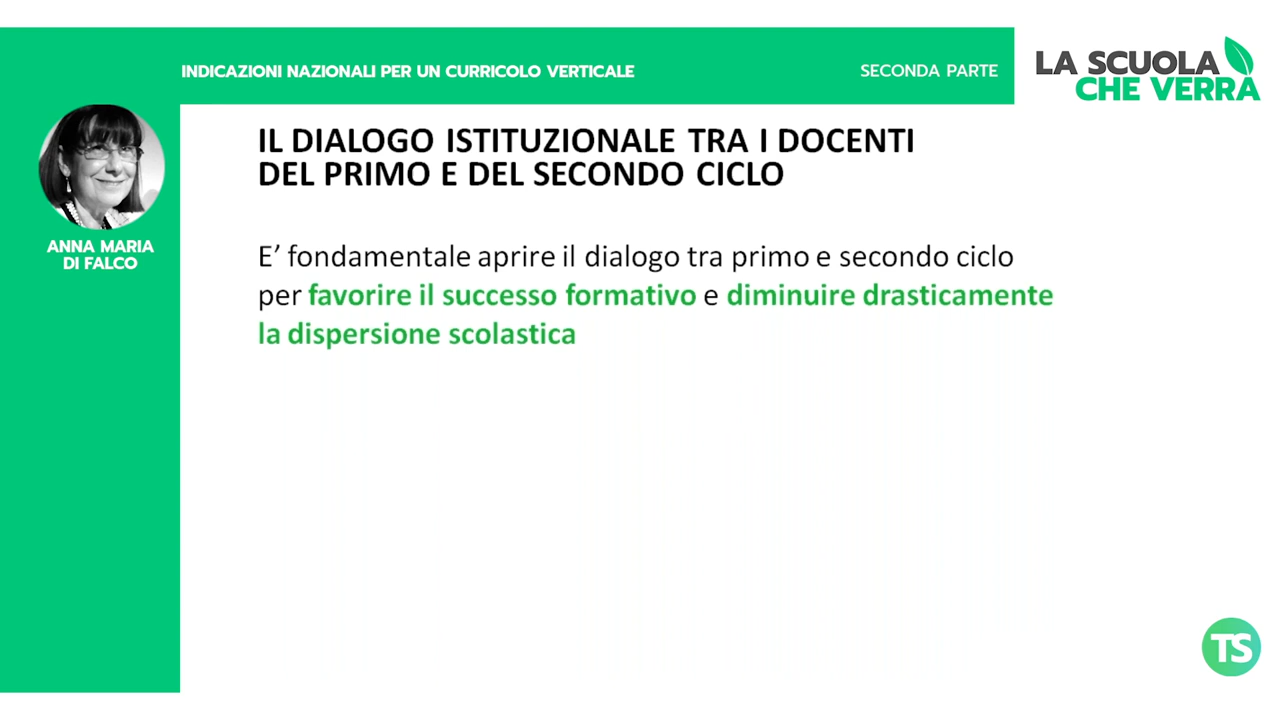 INDICAZIONI NAZIONALI PER UN CURRICOLO VERTICALE
SECONDA PARTE
LA SCUOLA
CHE VERRÀ
ANNA MARIA
DI FALCO
IL DIALOGO ISTITUZIONALE TRA I DOCENTI
DEL PRIMO E DEL SECONDO CICLO
E’ fondamentale aprire il dialogo tra primo e secondo ciclo
per favorire il successo formativo e diminuire drasticamente
la dispersione scolastica
TS